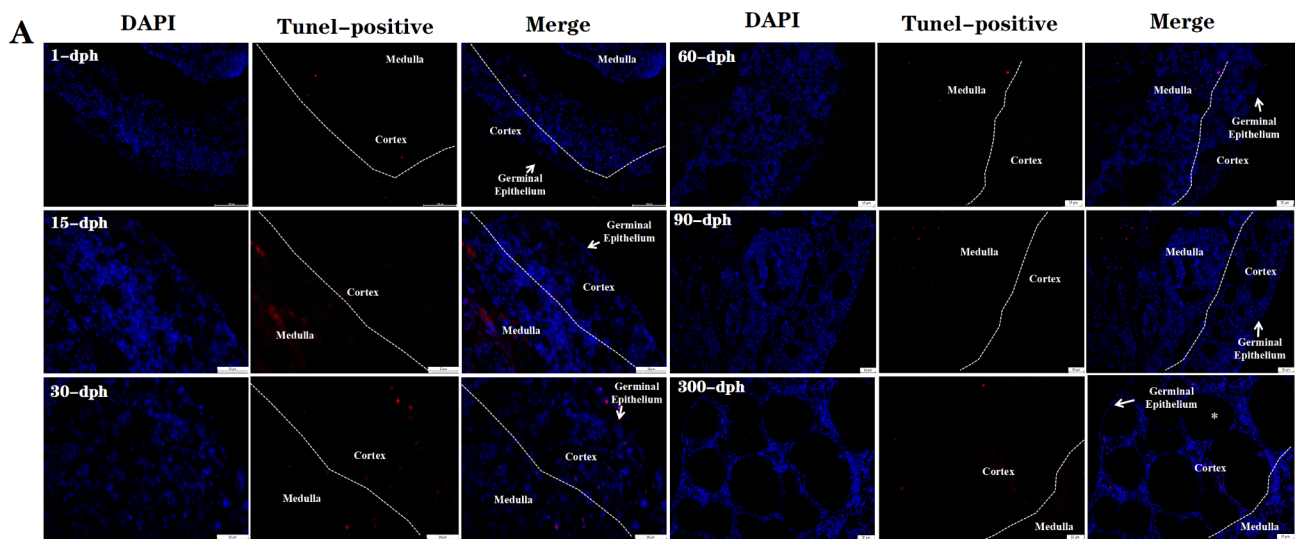 A
DAPI Tunel-positive Merge DAPI Tunel-positive Merge
1-dph
Medulla
Cortex
Medulla
Cortex
Germinal
Epithelium
60-dph
Medulla
Cortex
Medulla
Germinal
Epithelium
Cortex
15-dph
Cortex
Medulla
Germinal
Epithelium
Cortex
Medulla
90-dph
Medulla
Cortex
Medulla
Cortex
Germinal
Epithelium
30-dph
Cortex
Medulla
Germinal
Epithelium
Cortex
Medulla
300-dph
Cortex
Medulla
Germinal
Epithelium
*
Cortex
Medulla